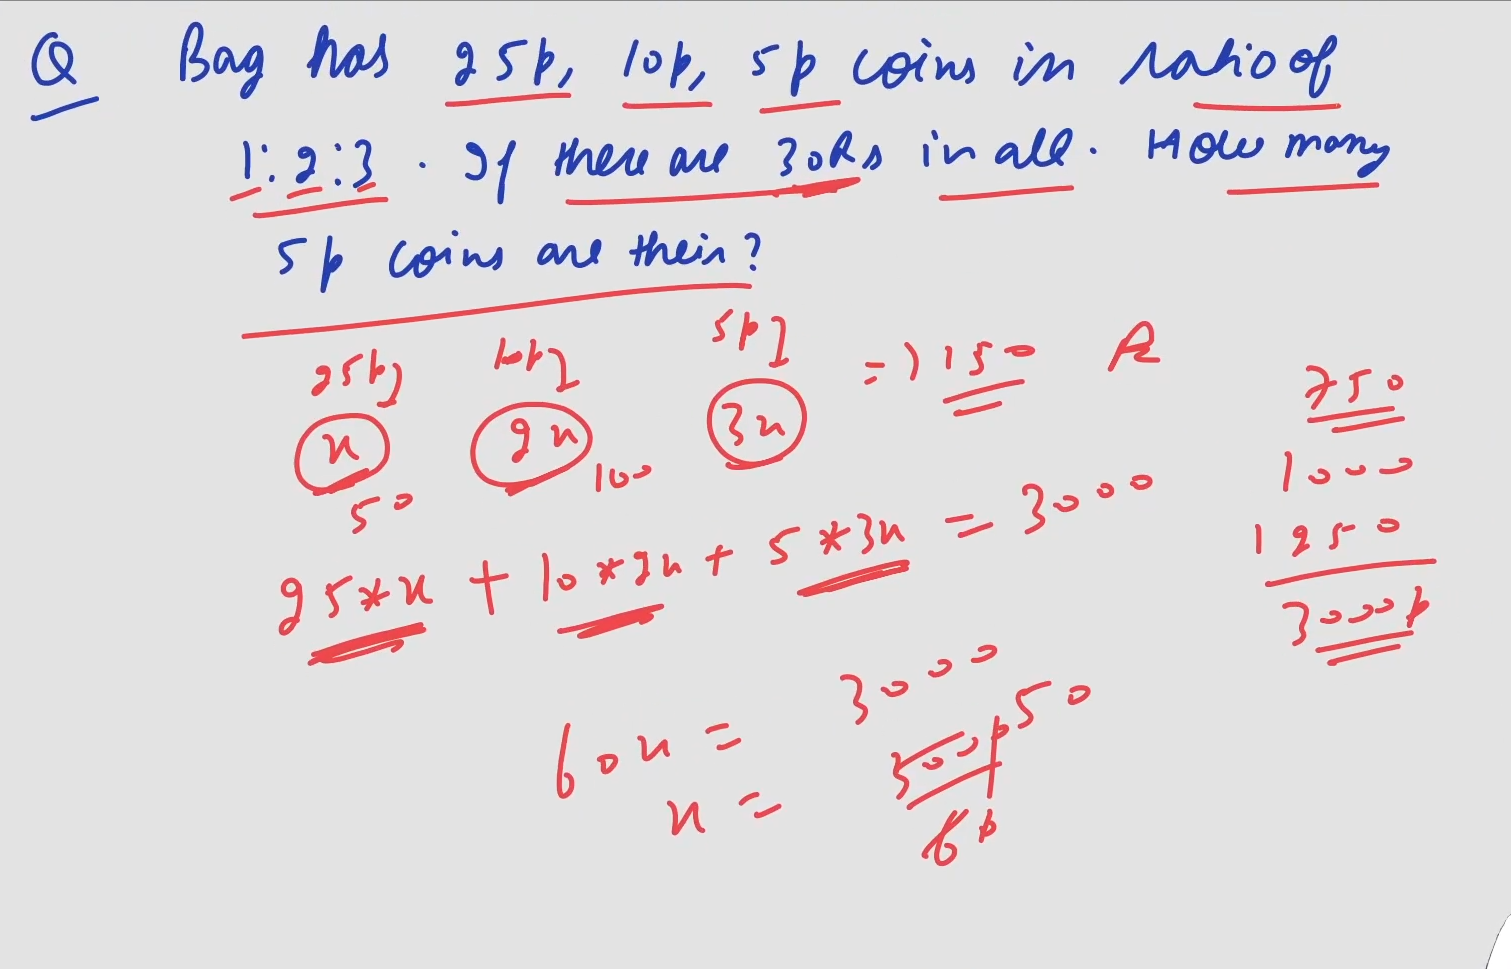 Q Bag has 25p, 10p, 5p coins in ratio of
1:2:3. If there are 30Rs in all. How many
5p coins are their?
25p] 10p] 5p]
x 2x 3x => 150 A
50 100
25*x + 10*2x + 5*3x = 3000
60x = 3000
x = 3000 50
60
750
1000
1250
3000p